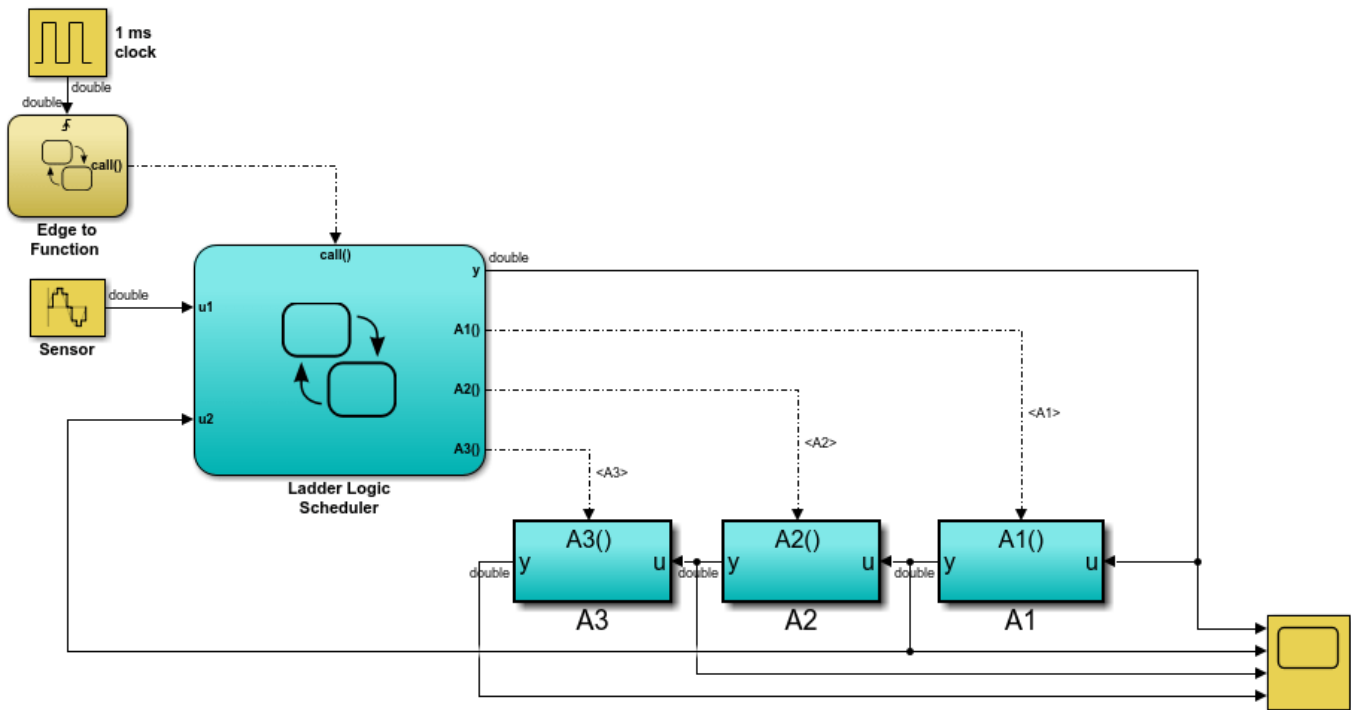 1 ms
clock
double
double
call()
Edge to
Function
call()
y
double
double
u1
Sensor
A1()
A2()
A3()
u2
<A1>
<A2>
<A3>
Ladder Logic
Scheduler
A3()
y
u
double
A3
A2()
y
u
double
A2
A1()
y
u
double
A1